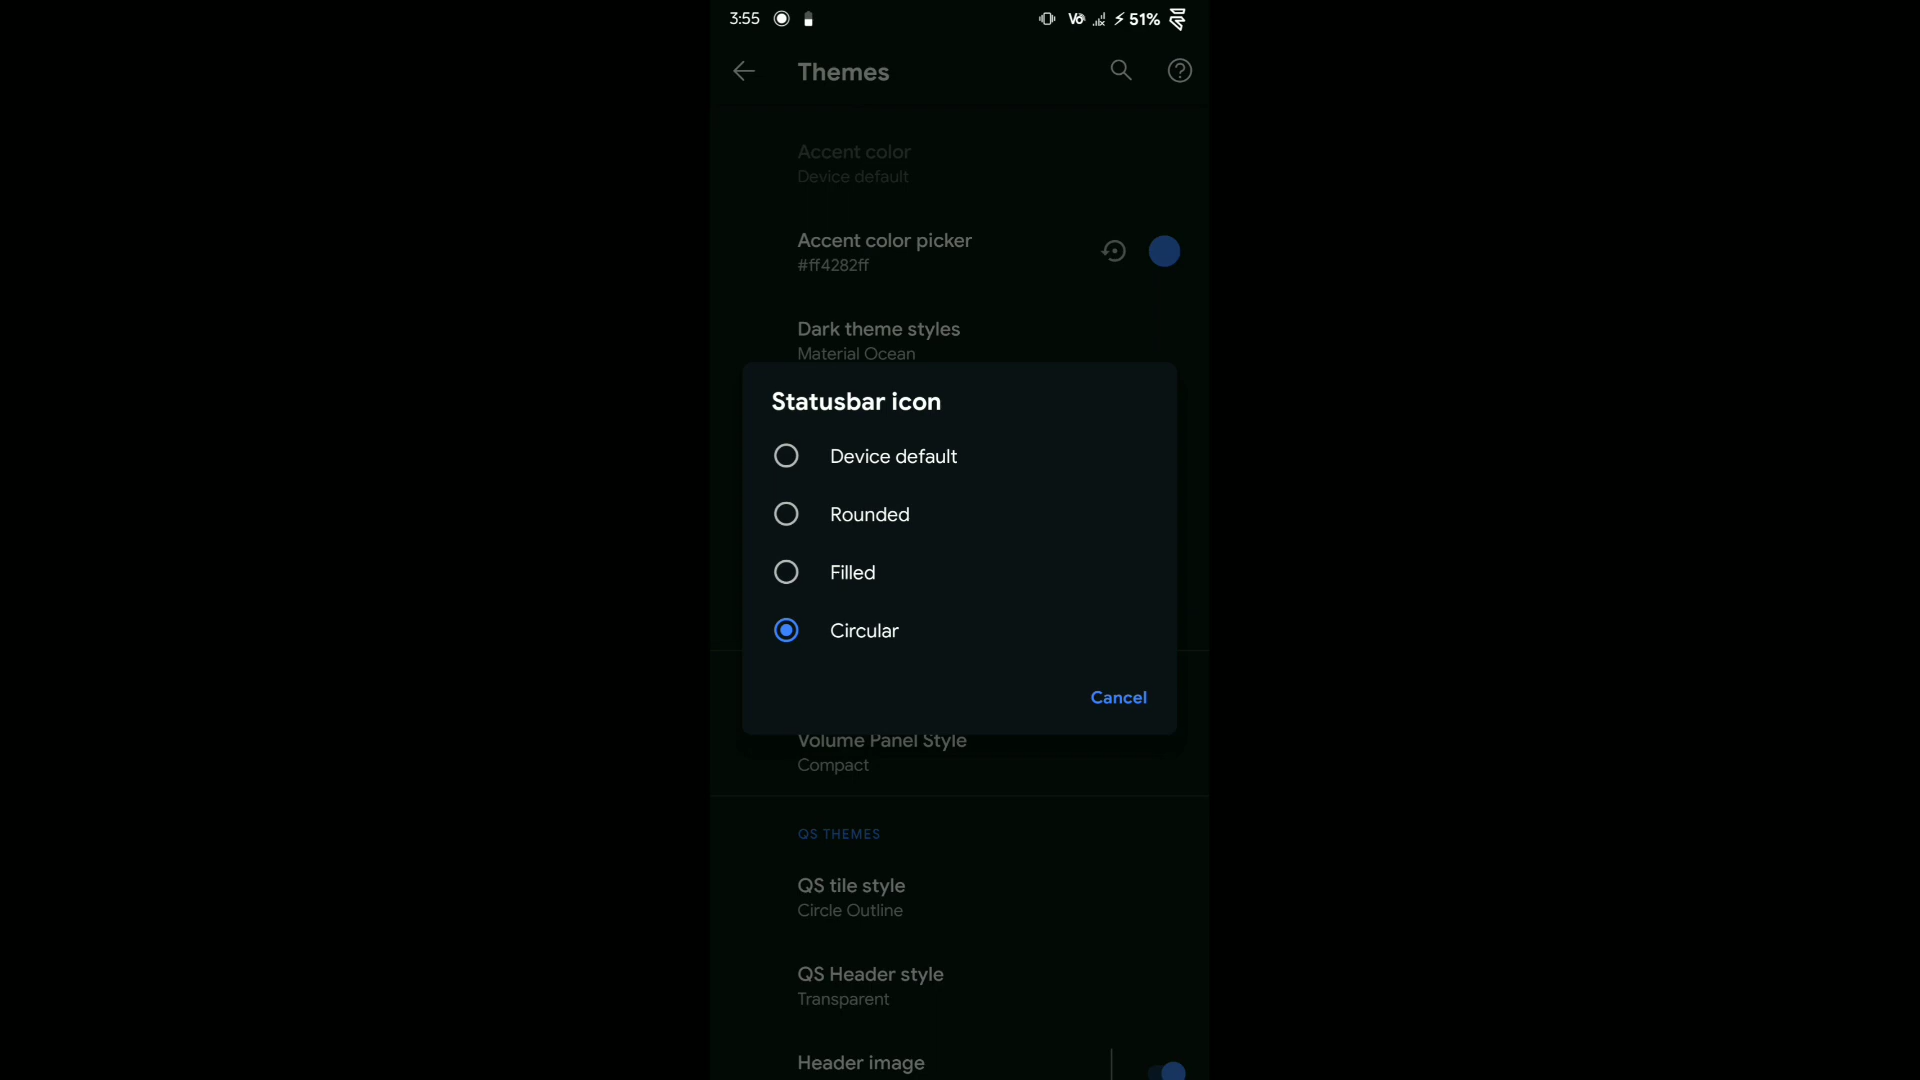 3:55
Vo 51%
Themes
Accent color
Device default
Accent color picker
#ff4282ff
Dark theme styles
Material Ocean
Statusbar icon
Device default
Rounded
Filled
Circular
Cancel
Volume Panel Style
Compact
QS THEMES
QS tile style
Circle Outline
QS Header style
Transparent
Header image